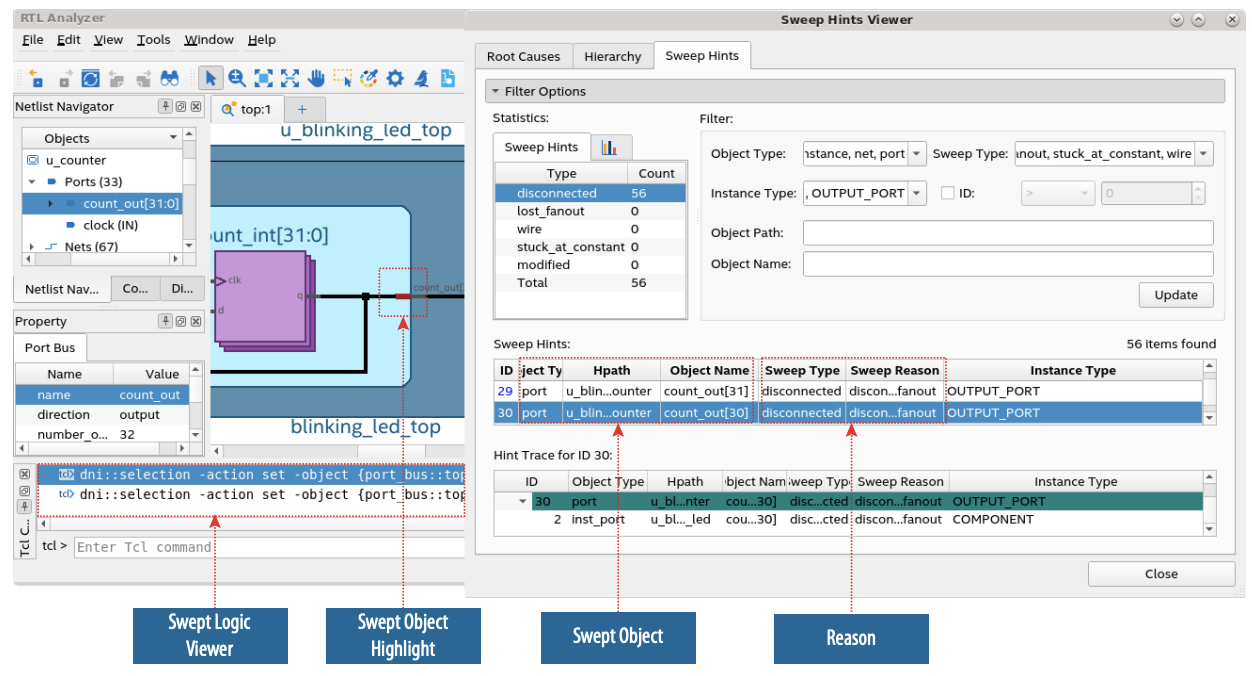 RTL Analyzer
File Edit View Tools Window Help
Netlist Navigator
Objects
u_counter
Ports (33)
count_out[31:0]
clock (IN)
Nets (67)
Netlist Nav... Co... Di...
Property
Port Bus
Name Value
name count_out
direction output
number_o... 32
top:1 +
u_blinking_led_top
ount_int[31:0]
clk
q
d
count_out[
blinking_led_top
tcl> dni::selection -action set -object {port_bus::top
tcl> dni::selection -action set -object {port_bus::top
Tcl C...
tcl > Enter Tcl command
Sweep Hints Viewer
Root Causes Hierarchy Sweep Hints
Filter Options
Statistics:
Sweep Hints
Type Count
disconnected 56
lost_fanout 0
wire 0
stuck_at_constant 0
modified 0
Total 56
Filter:
Object Type: nstance, net, port Sweep Type: anout, stuck_at_constant, wire
Instance Type: , OUTPUT_PORT ID: > 0
Object Path:
Object Name:
Update
Sweep Hints: 56 items found
ID ject Ty Hpath Object Name Sweep Type Sweep Reason Instance Type
29 port u_blin...ounter count_out[31] disconnected discon...fanout OUTPUT_PORT
30 port u_blin...ounter count_out[30] disconnected discon...fanout OUTPUT_PORT
Hint Trace for ID 30:
ID Object Type Hpath bject Nam Sweep Typ Sweep Reason Instance Type
30 port u_bl...nter cou...30] disc...cted discon...fanout OUTPUT_PORT
2 inst_port u_bl..._led cou...30] disc...cted discon...fanout COMPONENT
Close
Swept Logic
Viewer
Swept Object
Highlight
Swept Object
Reason